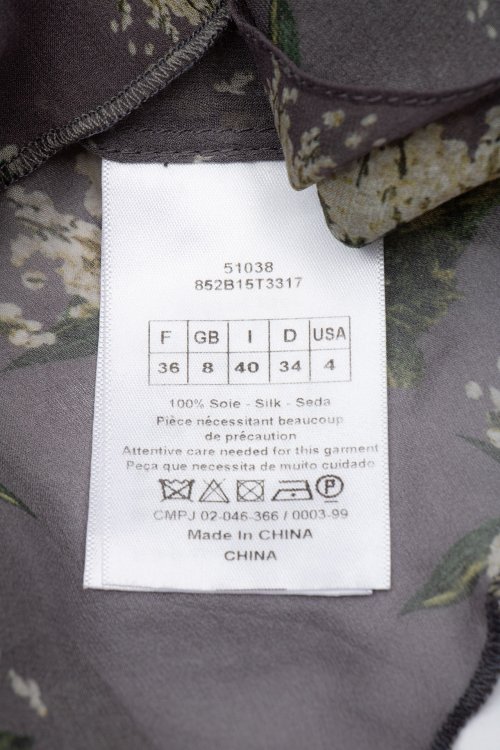 51038
852B15T3317
F GB I D USA
36 8 40 34 4
100% Soie - Silk - Seda
Pièce nécessitant beaucoup
de précaution
Attentive care needed for this garment
Peça que necessita de muito cuidado
P
CMPJ 02-046-366 / 0003-99
Made In CHINA
CHINA